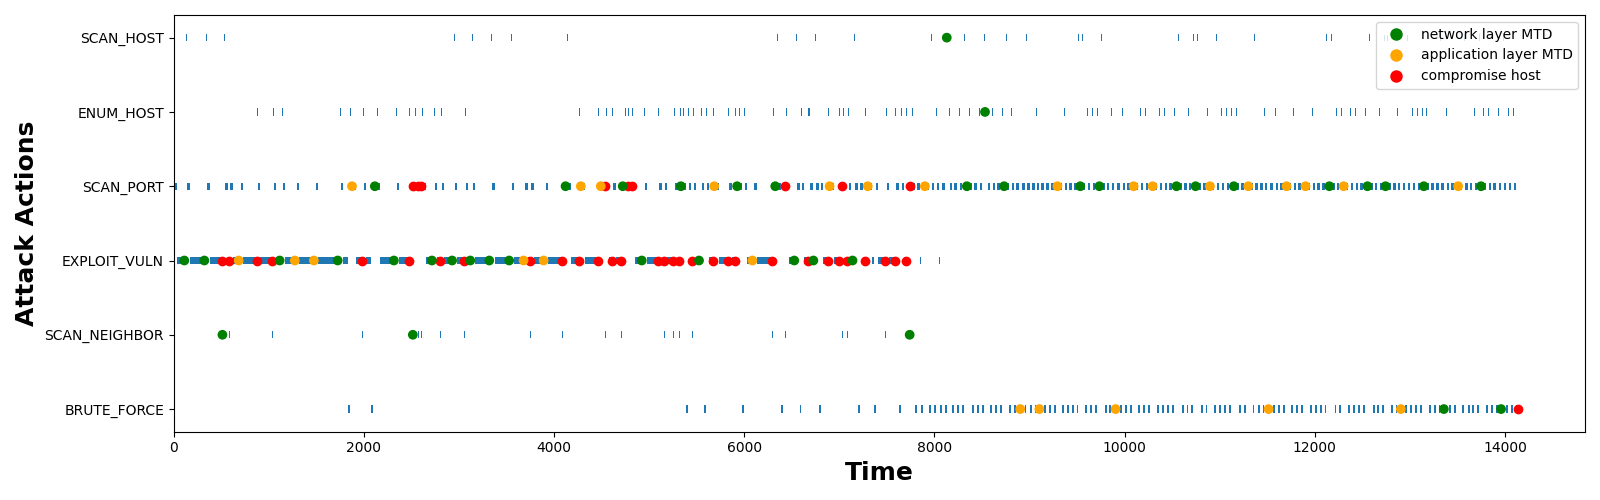 Attack Actions
SCAN_HOST
ENUM_HOST
SCAN_PORT
EXPLOIT_VULN
SCAN_NEIGHBOR
BRUTE_FORCE
network layer MTD
application layer MTD
compromise host
0 2000 4000 6000 8000 10000 12000 14000
Time